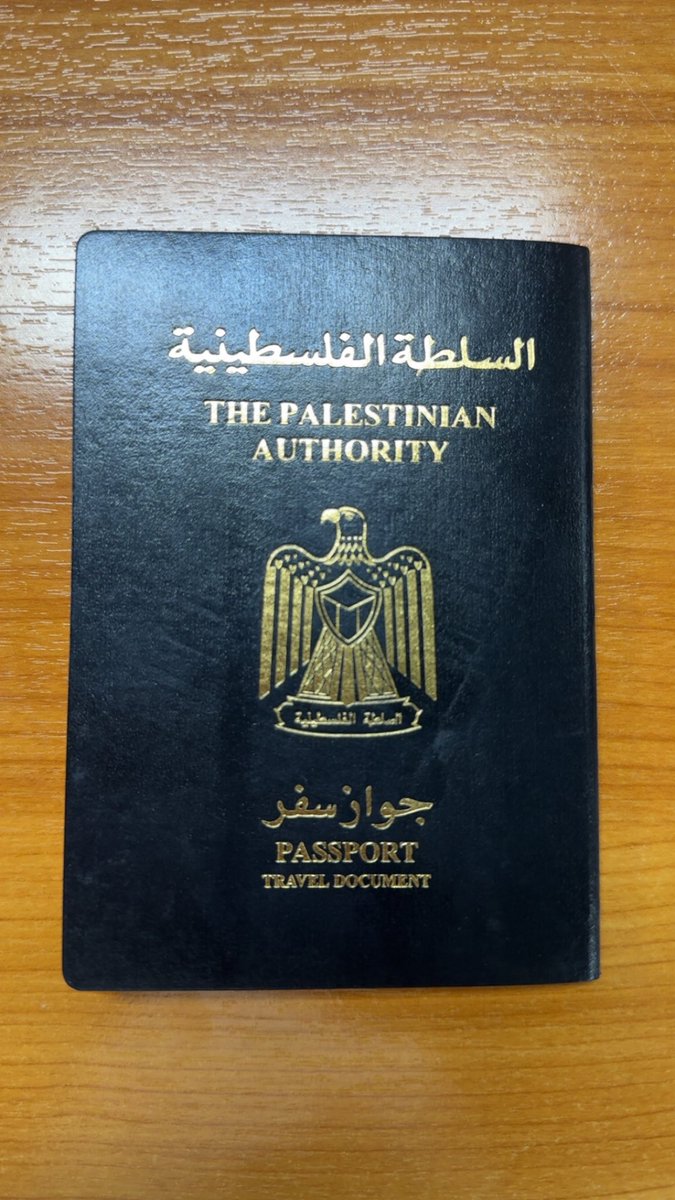 السلطة الفلسطينية
THE PALESTINIAN
AUTHORITY
السلطة الفلسطينية
جواز سفر
PASSPORT
TRAVEL DOCUMENT